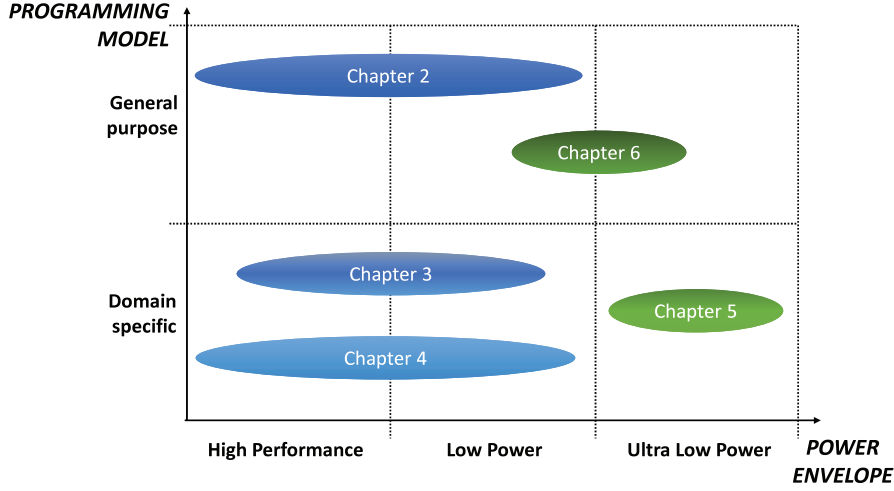 PROGRAMMING
MODEL
Chapter 2
General
purpose
Chapter 6
Chapter 3
Domain
specific
Chapter 5
Chapter 4
High Performance
Low Power
Ultra Low Power
POWER
ENVELOPE